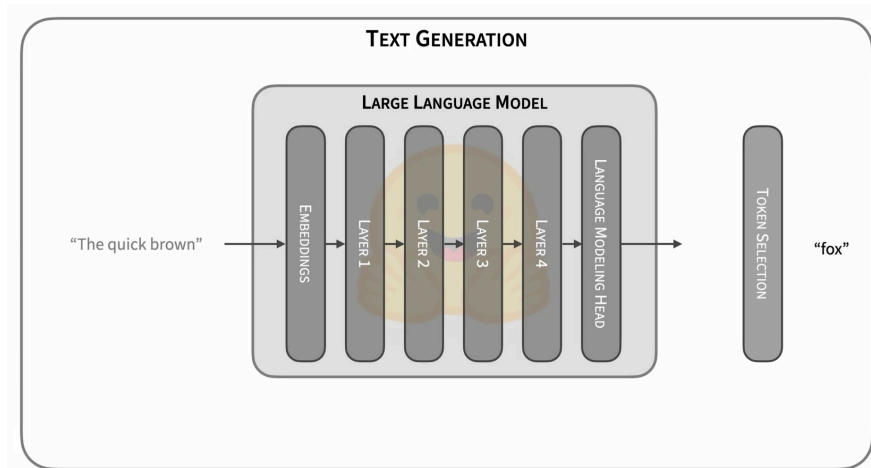 TEXT GENERATION
LARGE LANGUAGE MODEL
“The quick brown”
EMBEDDINGS
LAYER 1
LAYER 2
LAYER 3
LAYER 4
LANGUAGE MODELING HEAD
TOKEN SELECTION
“fox”